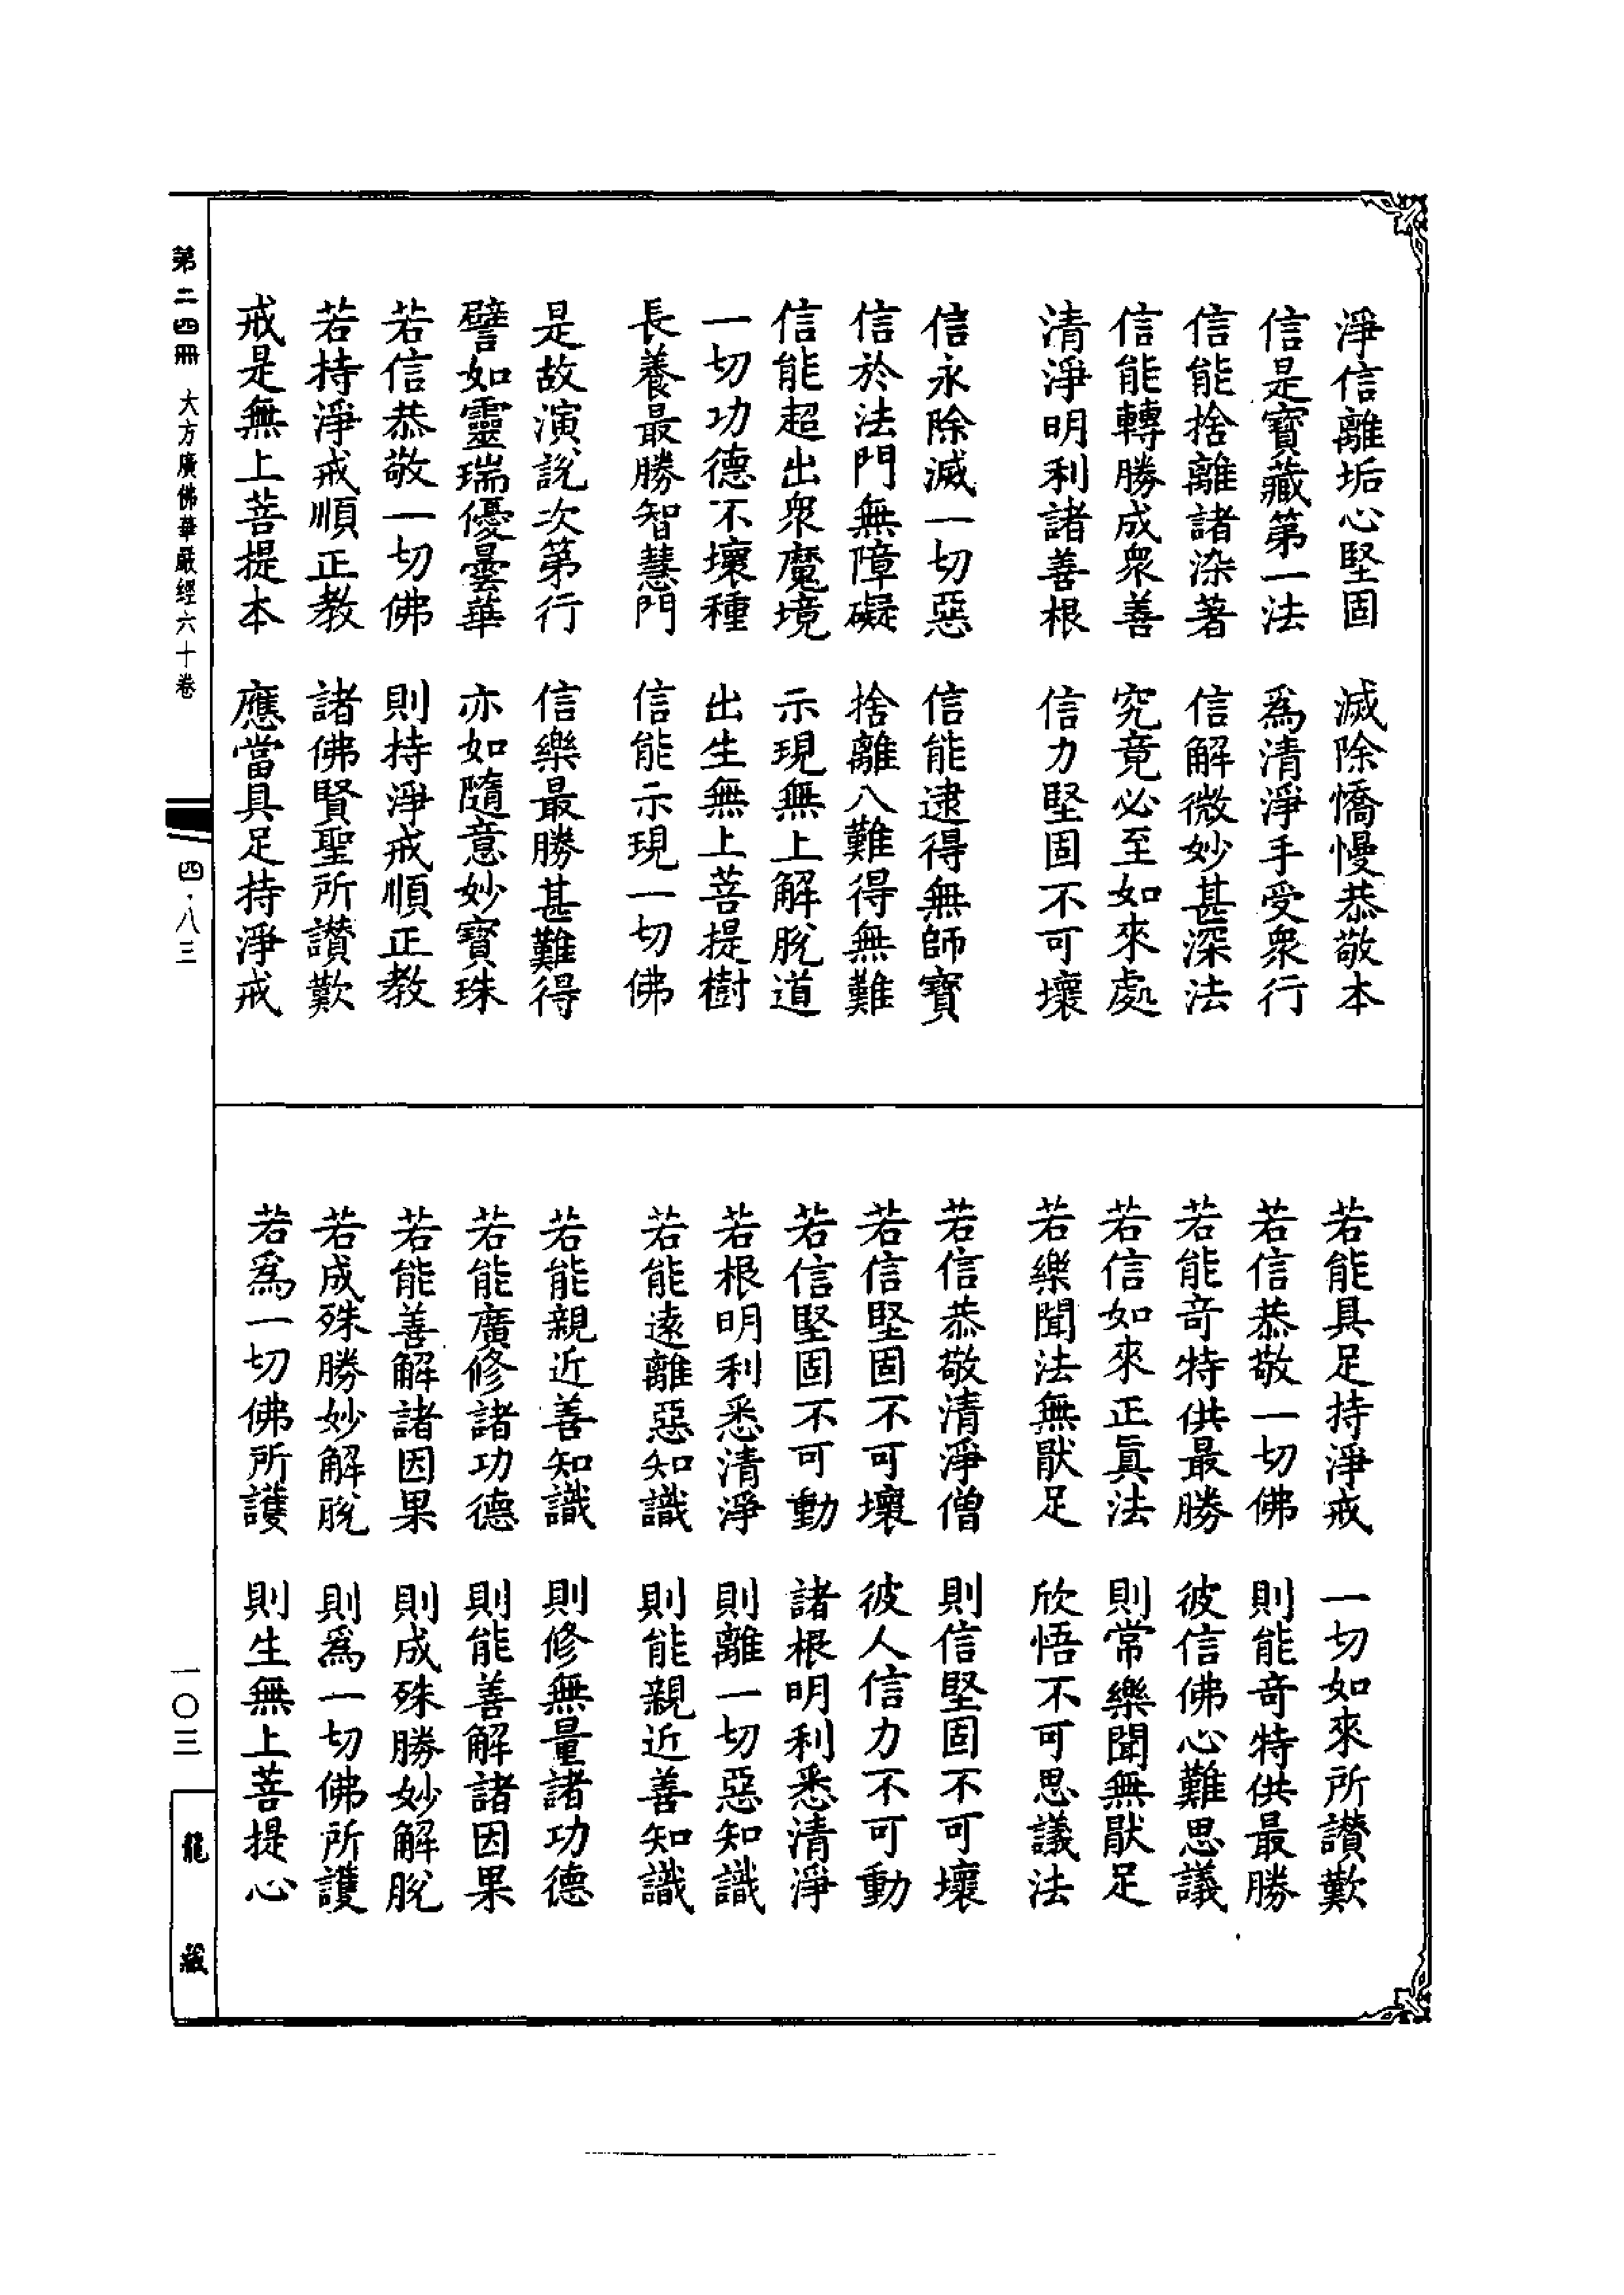 淨信離垢心堅固　滅除憍慢恭敬本
信是寶藏第一法　爲清淨手受衆行
信能捨離諸染著　信解微妙甚深法
信能轉勝成衆善　究竟必至如來處
清淨明利諸善根　信力堅固不可壞
信永除滅一切惡　信能逮得無師寶
信於法門無障礙　捨離八難得無難
信能超出衆魔境　示現無上解脫道
一切功德不壞種　出生無上菩提樹
長養最勝智慧門　信能示現一切佛
是故演說次第行　信樂最勝甚難得
譬如靈瑞優曇華　亦如隨意妙寶珠
若信恭敬一切佛　則持淨戒順正教
若持淨戒順正教　諸佛賢聖所讃歎
戒是無上菩提本　應當具足持淨戒
若能具足持淨戒　一切如來所讃歎
若信恭敬一切佛　則能奇特供最勝
若能奇特供最勝　彼信佛心難思議
若信如來正眞法　則常樂聞無猒足
若樂聞法無猒足　欣悟不可思議法
若信恭敬清淨僧　則信堅固不可壞
若信堅固不可壞　彼人信力不可動
若信堅固不可動　諸根明利悉清淨
若根明利悉清淨　則離一切惡知識
若能遠離惡知識　則能親近善知識
若能親近善知識　則修無量諸功德
若能廣修諸功德　則能善解諸因果
若能善解諸因果　則成殊勝妙解脫
若成殊勝妙解脫　則爲一切佛所護
若爲一切佛所護　則生無上菩提心
第二四冊　大方廣佛華嚴經六十卷　四・八三
一〇三　龍藏